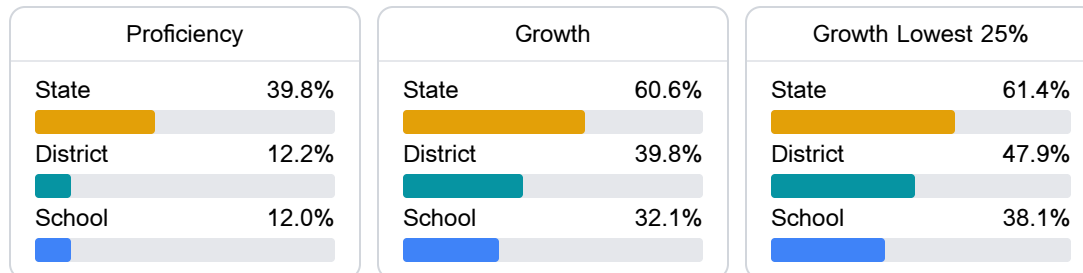 Proficiency
State 39.8%
District 12.2%
School 12.0%
Growth
State 60.6%
District 39.8%
School 32.1%
Growth Lowest 25%
State 61.4%
District 47.9%
School 38.1%